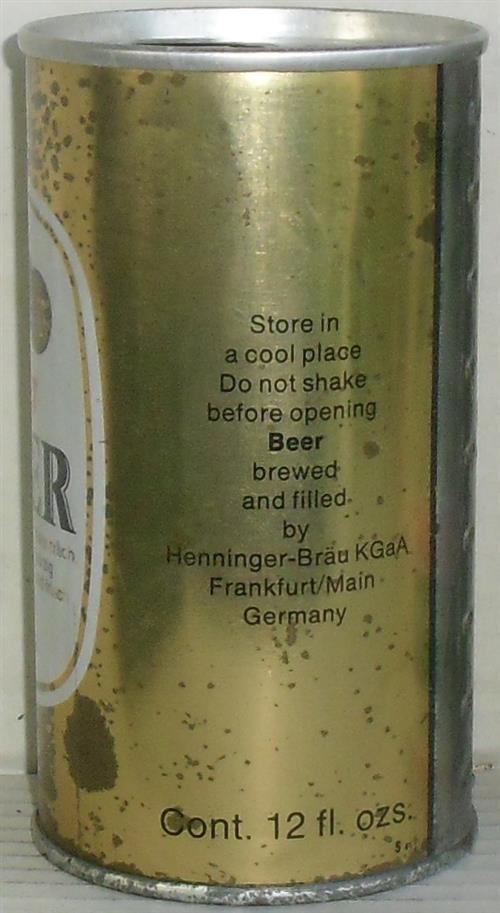 Store in
a cool place
Do not shake
before opening
Beer
brewed
and filled
by
Henninger-Bräu KGaA
Frankfurt/Main
Germany
ER
Cont. 12 fl. ozs.